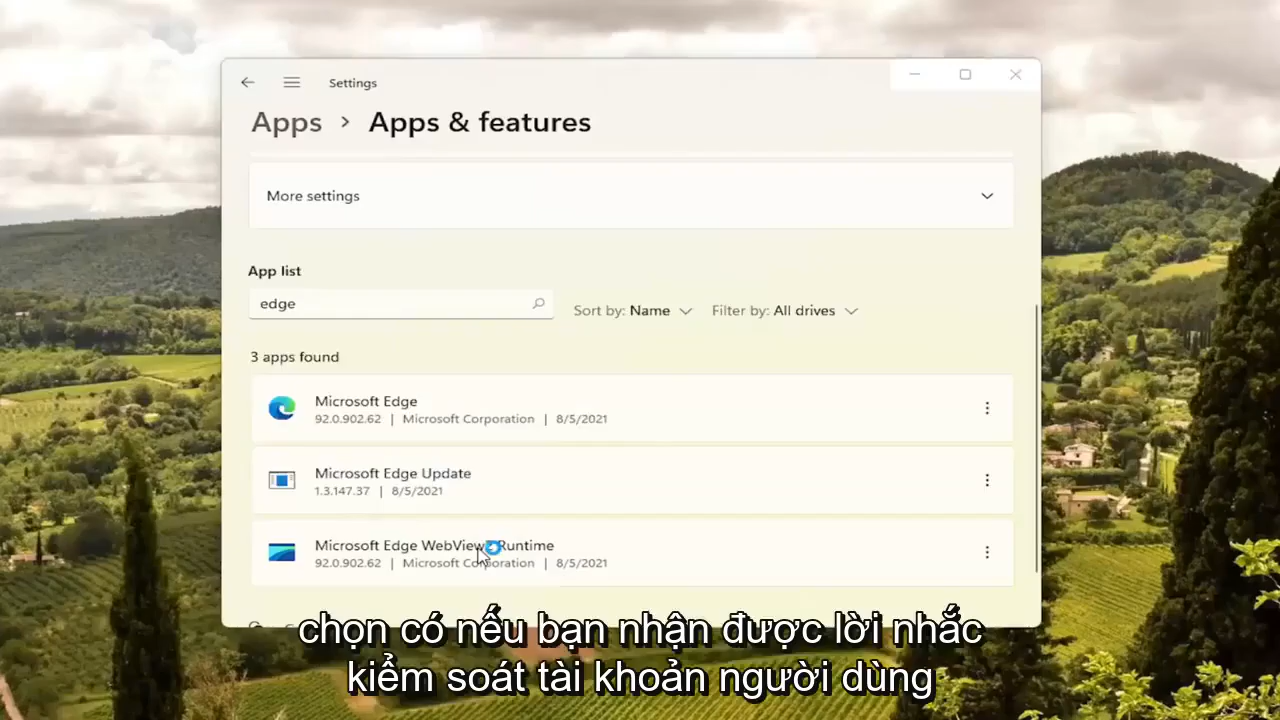 Settings
Apps > Apps & features
More settings
App list
edge
Sort by: Name
Filter by: All drives
3 apps found
Microsoft Edge
92.0.902.62 | Microsoft Corporation | 8/5/2021
Microsoft Edge Update
1.3.147.37 | 8/5/2021
Microsoft Edge WebView2 Runtime
92.0.902.62 | Microsoft Corporation | 8/5/2021
chọn có nếu bạn nhận được lời nhắc
kiểm soát tài khoản người dùng